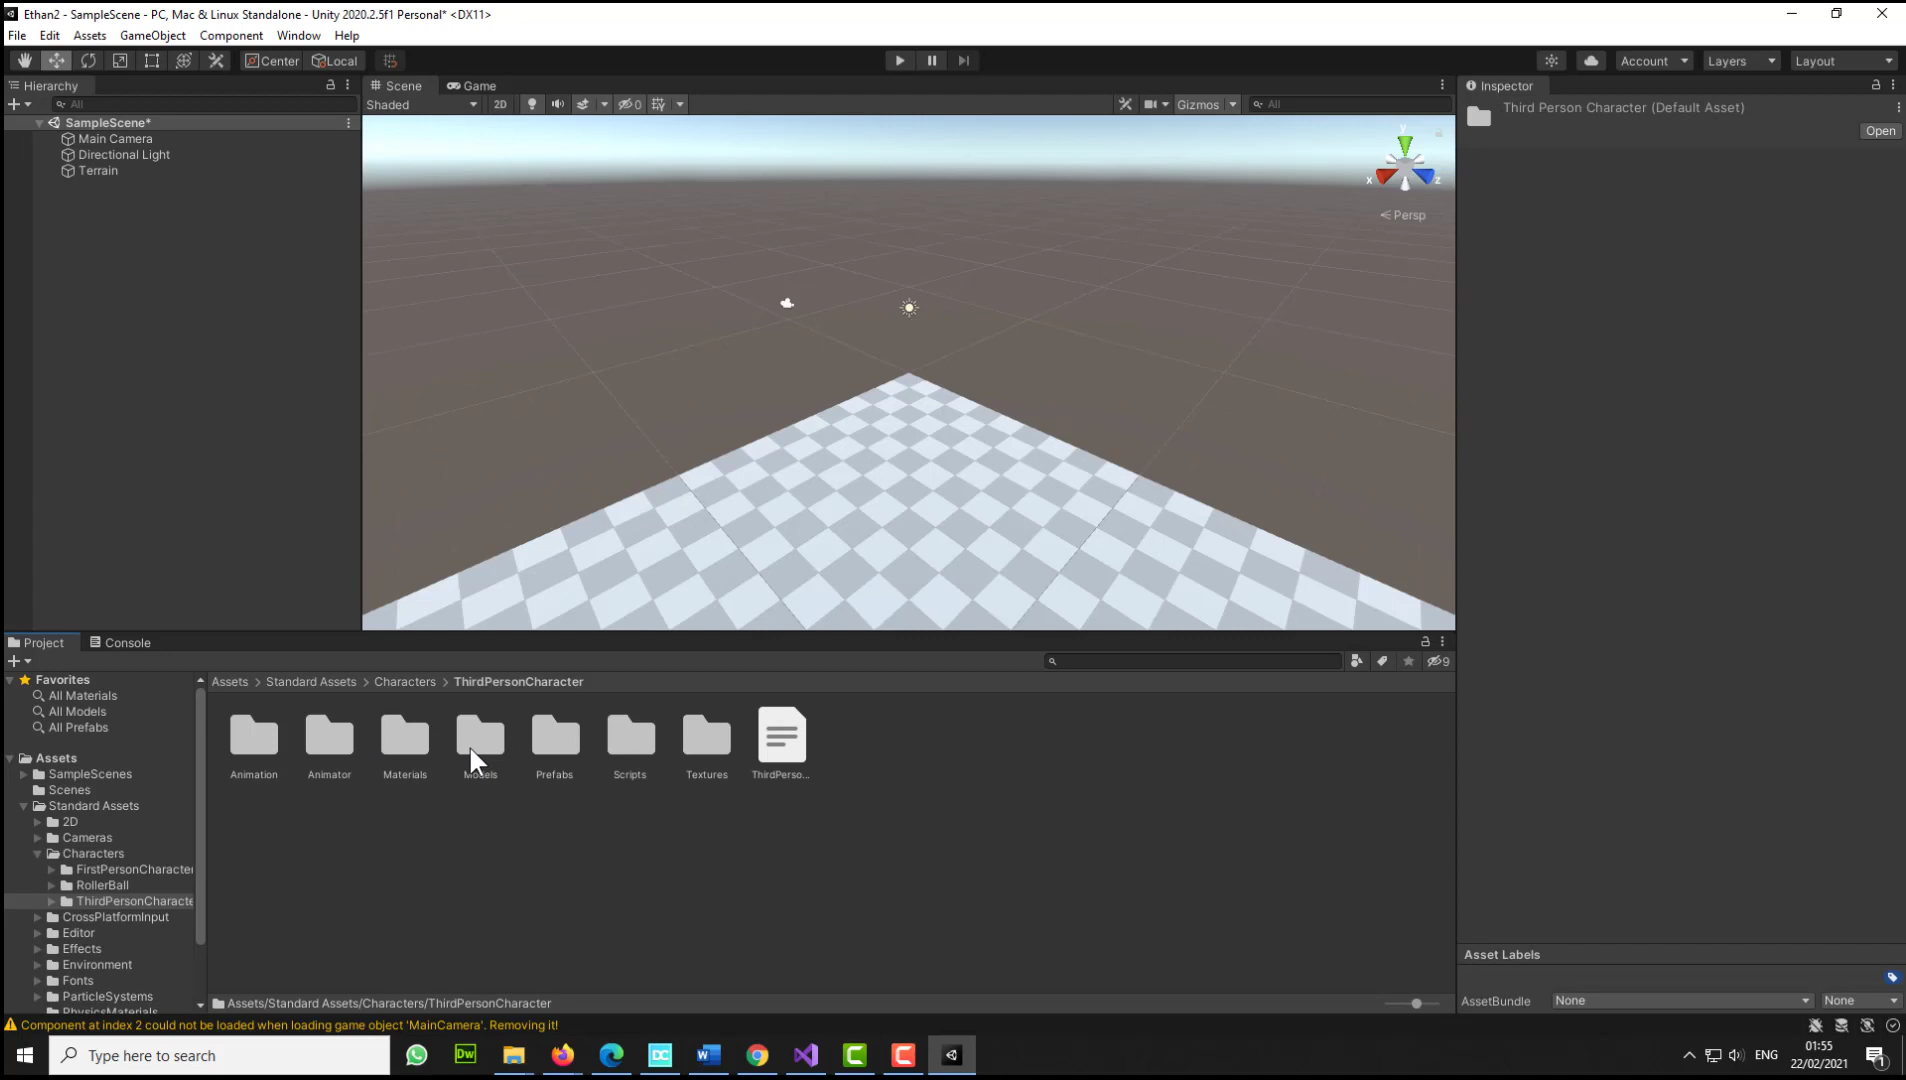 Ethan2 - SampleScene - PC, Mac & Linux Standalone - Unity 2020.2.5f1 Personal* <DX11>
File Edit Assets GameObject Component Window Help
Center Local Account Layers Layout
Hierarchy
All
SampleScene*
Main Camera
Directional Light
Terrain
Scene Game
Shaded 2D 0 Gizmos All
y
x z
Persp
Inspector
Third Person Character (Default Asset)
Open
Project Console
9
Favorites
All Materials
All Models
All Prefabs
Assets
SampleScenes
Scenes
Standard Assets
2D
Cameras
Characters
FirstPersonCharacter
RollerBall
ThirdPersonCharacte
CrossPlatformInput
Editor
Effects
Environment
Fonts
ParticleSystems
PhysicsMaterials
Assets > Standard Assets > Characters > ThirdPersonCharacter
Animation Animator Materials Models Prefabs Scripts Textures ThirdPerso...
Assets/Standard Assets/Characters/ThirdPersonCharacter
Asset Labels
AssetBundle None None
Component at index 2 could not be loaded when loading game object 'MainCamera'. Removing it!
Type here to search
Dw DC W C C
ENG
01:55
22/02/2021
1